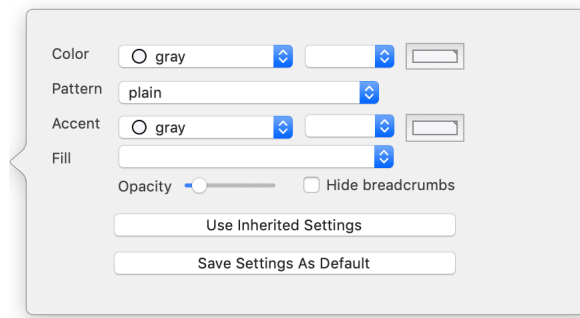 Color gray
Pattern plain
Accent gray
Fill
Opacity Hide breadcrumbs
Use Inherited Settings
Save Settings As Default